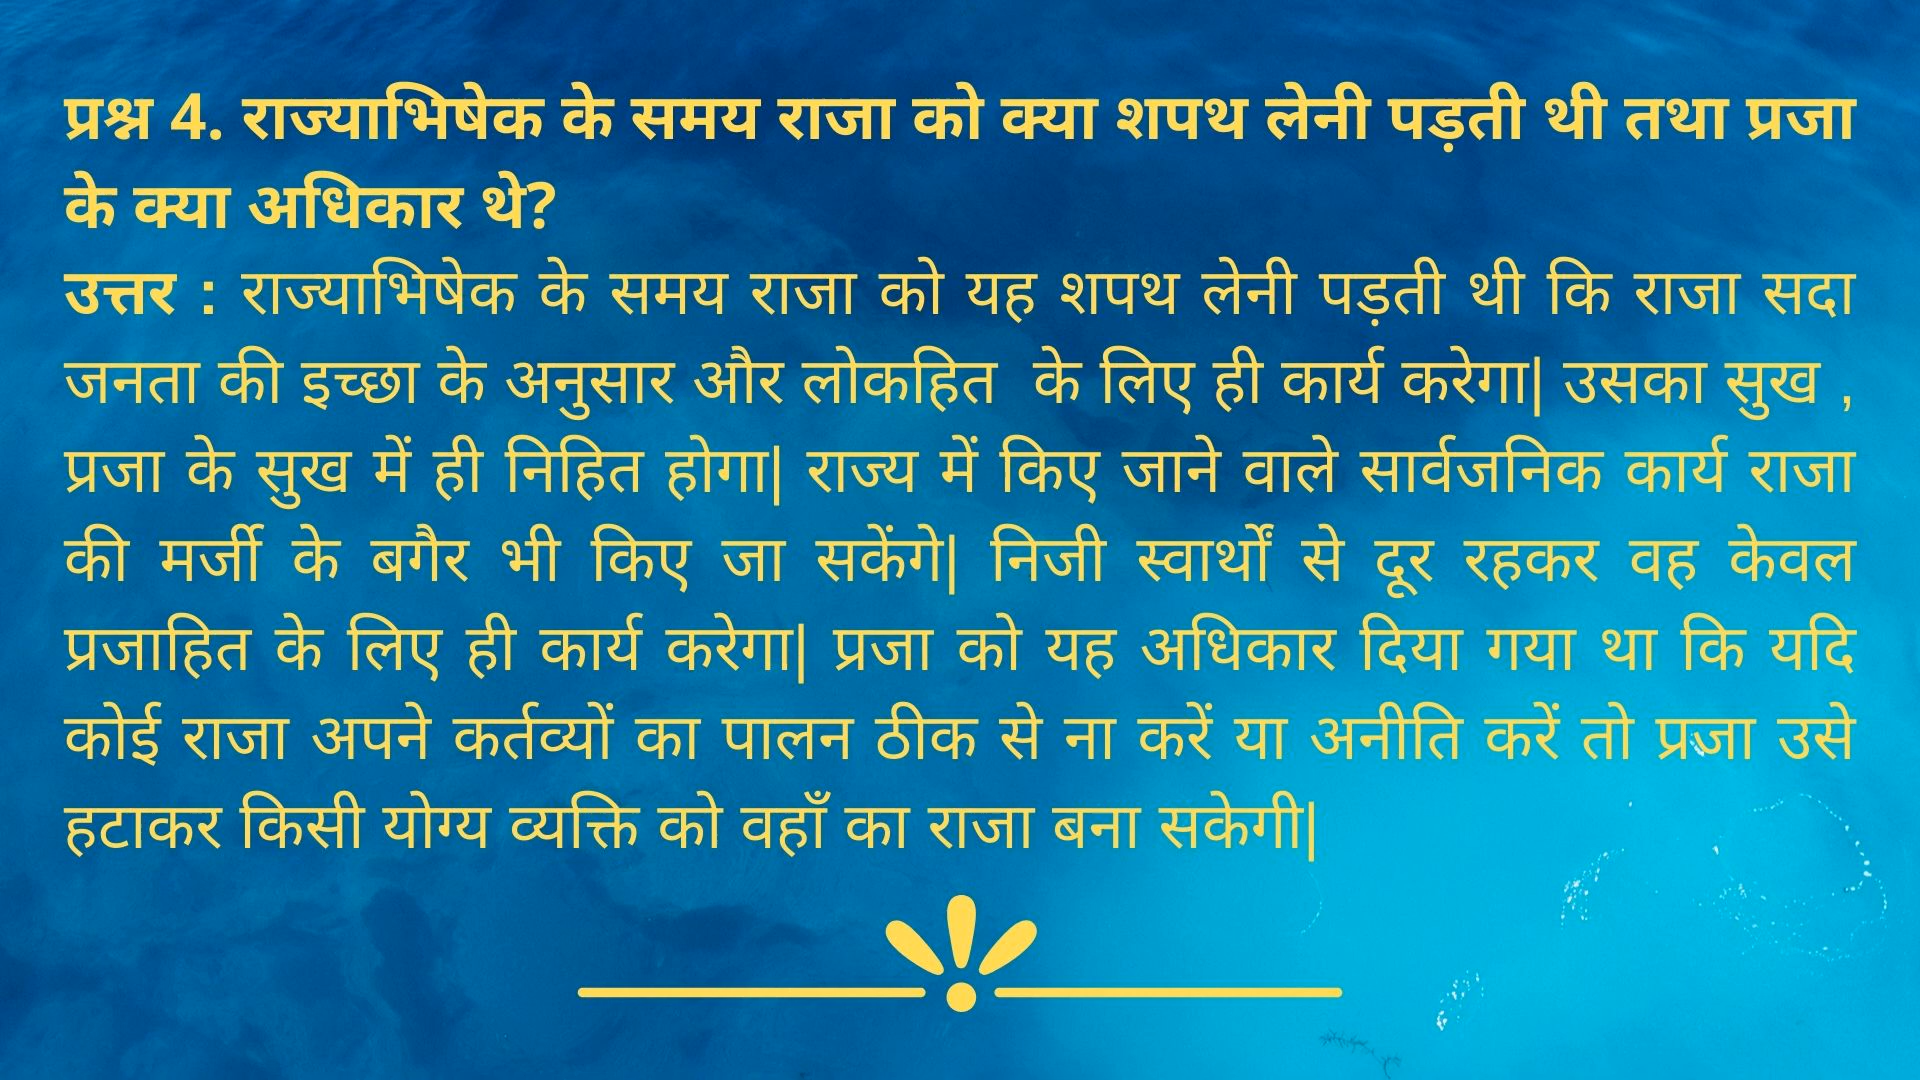 प्रश्न 4. राज्याभिषेक के समय राजा को क्या शपथ लेनी पड़ती थी तथा प्रजा
के क्या अधिकार थे?
उत्तर : राज्याभिषेक के समय राजा को यह शपथ लेनी पड़ती थी कि राजा सदा
जनता की इच्छा के अनुसार और लोकहित  के लिए ही कार्य करेगा| उसका सुख ,
प्रजा के सुख में ही निहित होगा| राज्य में किए जाने वाले सार्वजनिक कार्य राजा
की मर्जी के बगैर भी किए जा सकेंगे| निजी स्वार्थों से दूर रहकर वह केवल
प्रजाहित के लिए ही कार्य करेगा| प्रजा को यह अधिकार दिया गया था कि यदि
कोई राजा अपने कर्तव्यों का पालन ठीक से ना करें या अनीति करें तो प्रजा उसे
हटाकर किसी योग्य व्यक्ति को वहाँ का राजा बना सकेगी|